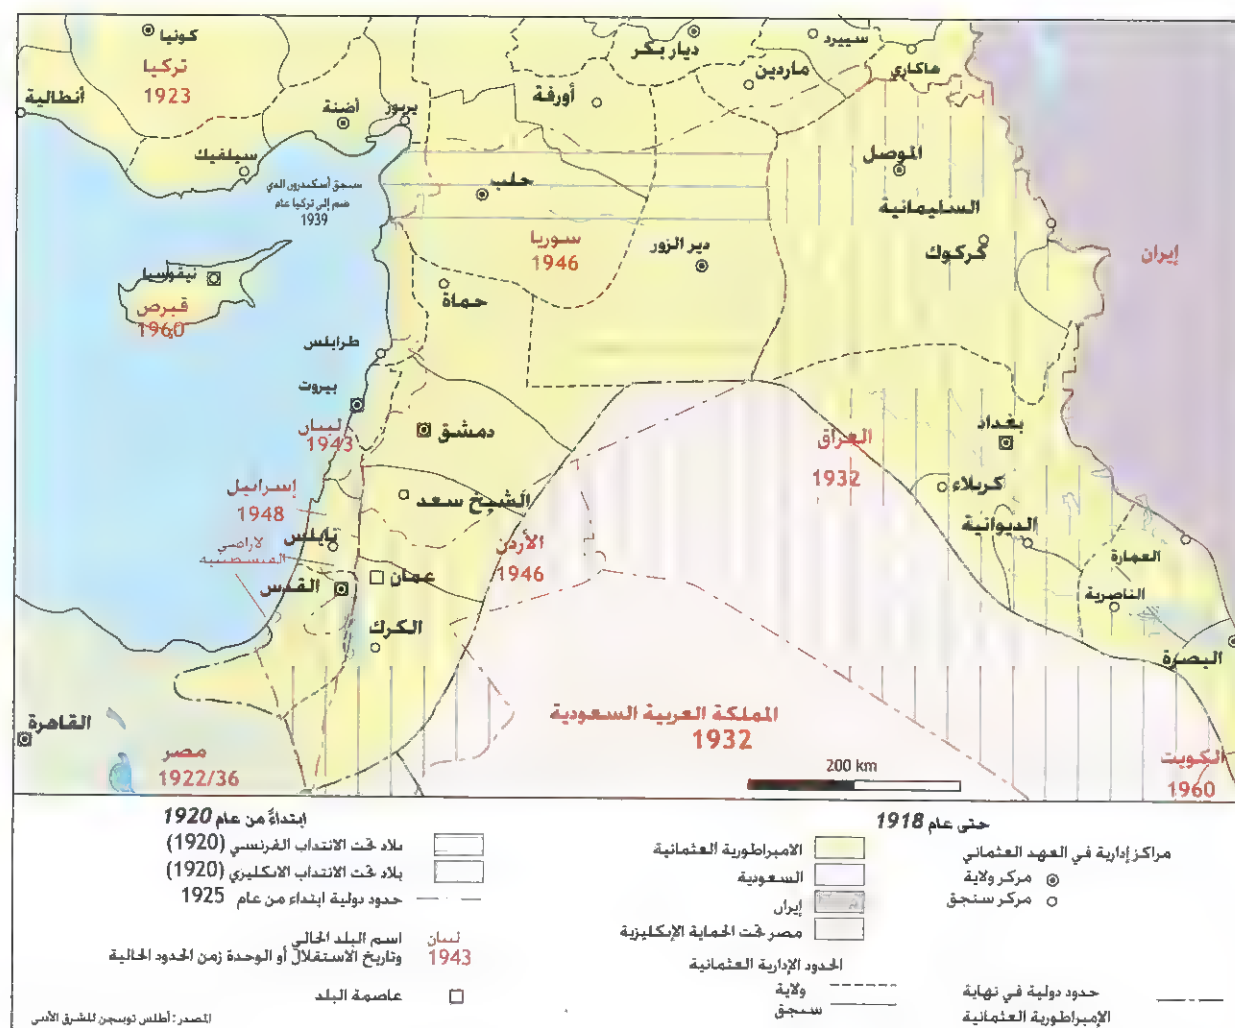 كونيا
تركيا
1923
أنطالية
أضنة
سيلفيك
ديار بكر
سييرد
هاكاري
ماردين
أورفة
سنجق أسكندرون الذي
ضم إلى تركيا عام
1939
حلب
الموصل
السليمانية
كركوك
سوريا
1946
دير الزور
إيران
نيقوسيا
قبرص
1960
حماة
طرابلس
بيروت
لبنان
1943
دمشق
العراق
1932
بغداد
كربلاء
الديوانية
العمارة
الناصرية
البصرة
إسرائيل
1948
الشيخ سعد
نابلس
الأردن
1946
عمان
القدس
الكرك
القاهرة
مصر
1922/36
المملكة العربية السعودية
1932
الكويت
1960
200 km
حتى عام 1918
مراكز إدارية في العهد العثماني
مركز ولاية
مركز سنجق
الامبراطورية العثمانية
السعودية
إيران
مصر تحت الحماية الإنكليزية
الحدود الإدارية العثمانية
ولاية
سنجق
حدود دولية في نهاية
الإمبراطورية العثمانية
ابتداءً من عام 1920
بلاد تحت الانتداب الفرنسي (1920)
بلاد تحت الانتداب الانكليزي (1920)
حدود دولية ابتداء من عام 1925
لبنان اسم البلد الحالي
1943 وتاريخ الاستقلال أو الوحدة زمن الحدود الحالية
عاصمة البلد
المصدر: أطلس توبنجن للشرق الأدنى